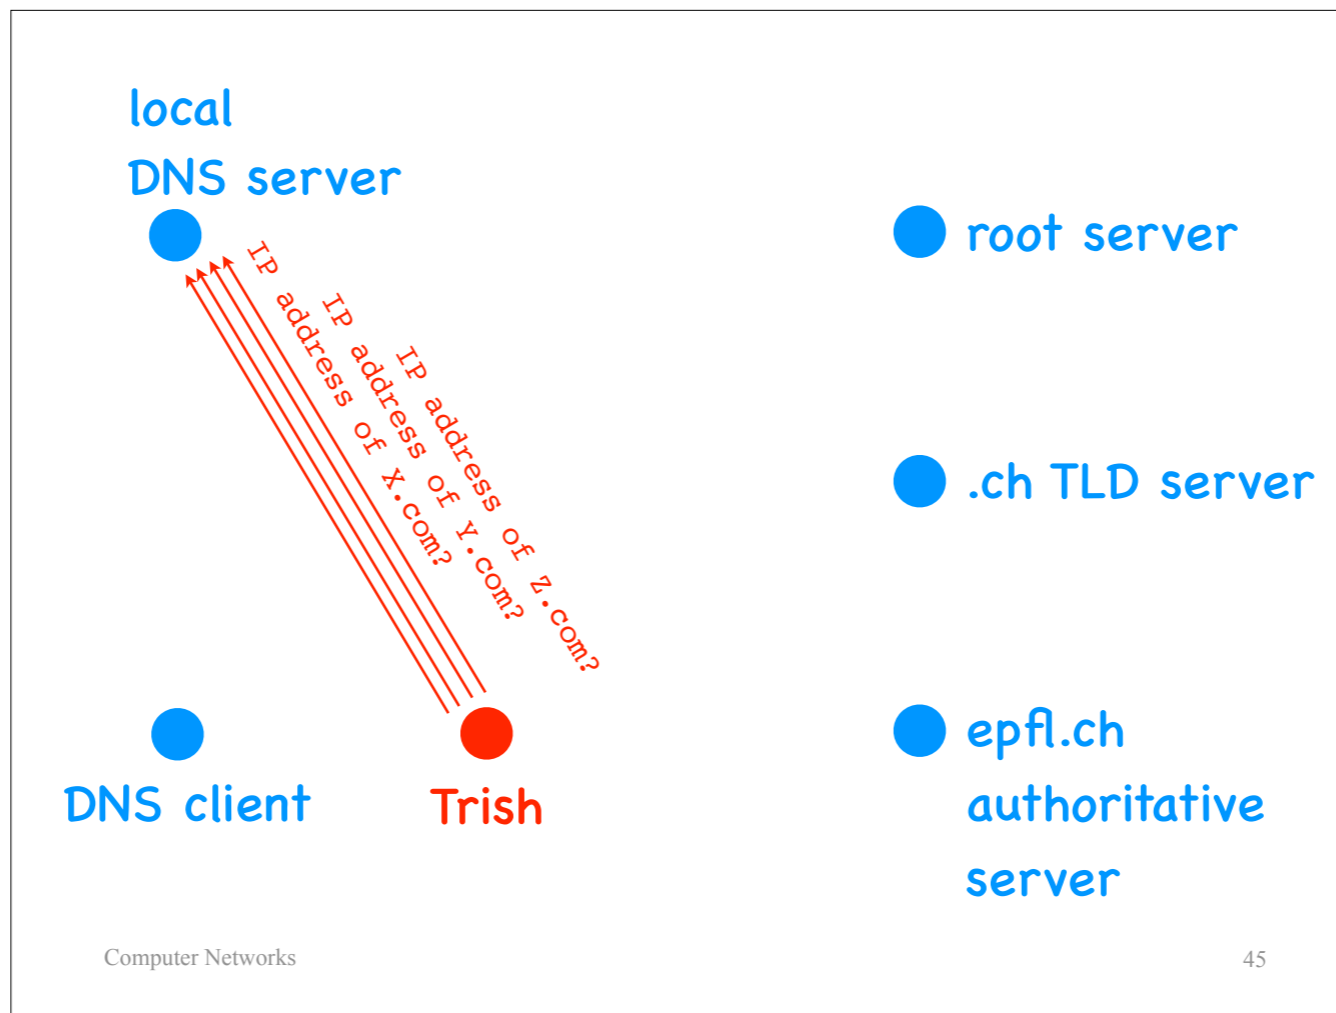 local
DNS server
root server
IP address of X.com?
IP address of Y.com?
IP address of Z.com?
.ch TLD server
DNS client
Trish
epfl.ch
authoritative
server
Computer Networks
45